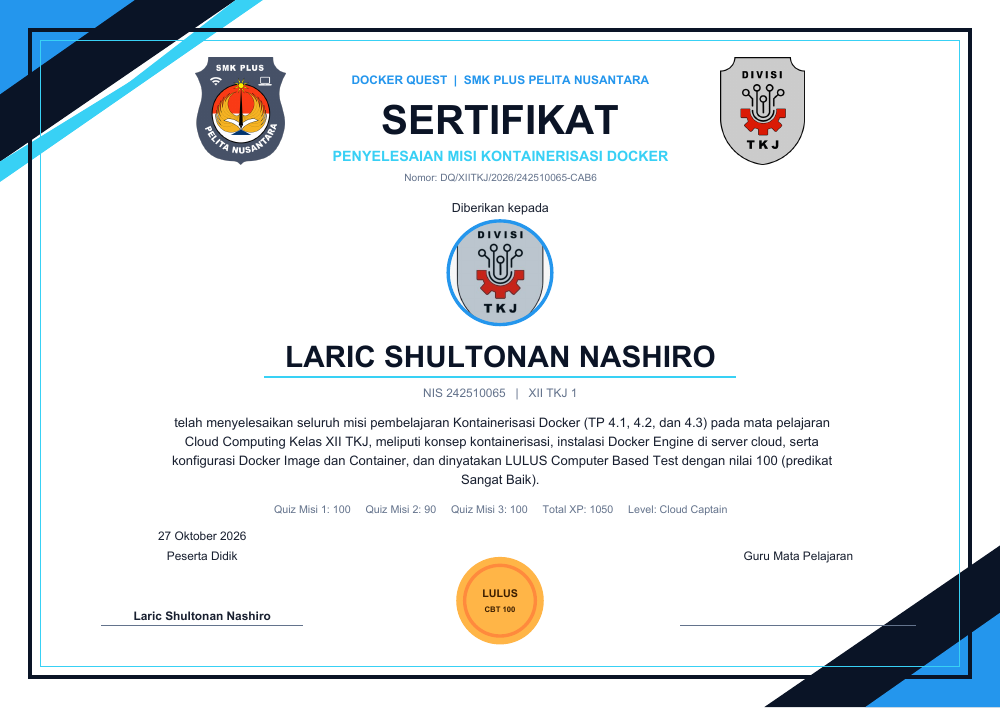 SMK PLUS
PELITA NUSANTARA
DOCKER QUEST | SMK PLUS PELITA NUSANTARA
SERTIFIKAT
PENYELESAIAN MISI KONTAINERISASI DOCKER
Nomor: DQ/XIITKJ/2026/242510065-CAB6
DIVISI
TKJ
Diberikan kepada
DIVISI
TKJ
LARIC SHULTONAN NASHIRO
NIS 242510065 | XII TKJ 1
telah menyelesaikan seluruh misi pembelajaran Kontainerisasi Docker (TP 4.1, 4.2, dan 4.3) pada mata pelajaran
Cloud Computing Kelas XII TKJ, meliputi konsep kontainerisasi, instalasi Docker Engine di server cloud, serta
konfigurasi Docker Image dan Container, dan dinyatakan LULUS Computer Based Test dengan nilai 100 (predikat
Sangat Baik).
Quiz Misi 1: 100 Quiz Misi 2: 90 Quiz Misi 3: 100 Total XP: 1050 Level: Cloud Captain
27 Oktober 2026
Peserta Didik
Guru Mata Pelajaran
LULUS
CBT 100
Laric Shultonan Nashiro